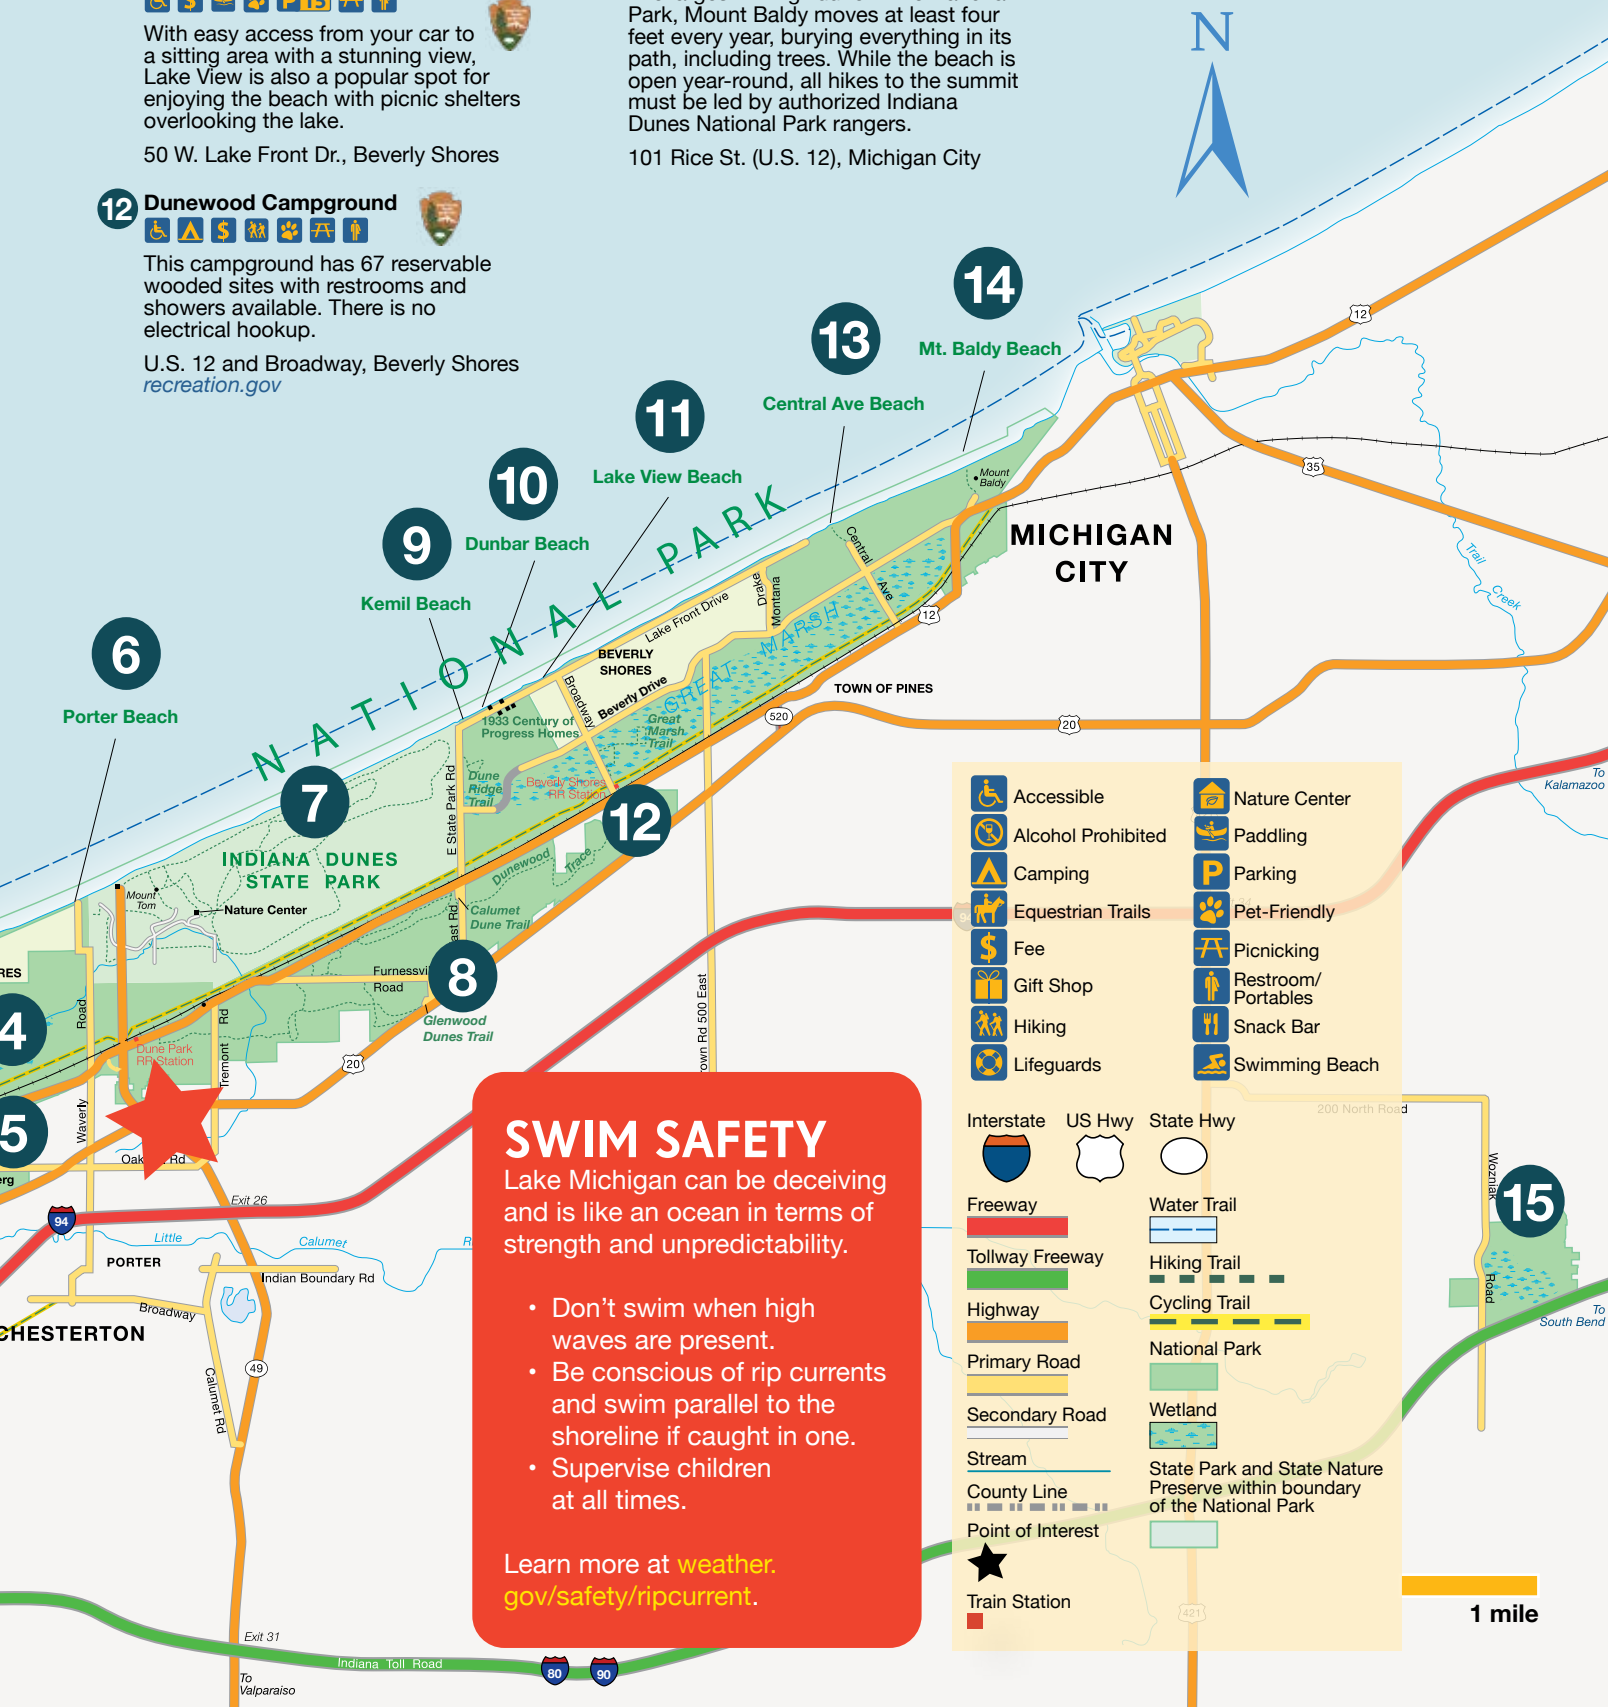 With easy access from your car to
a sitting area with a stunning view,
Lake View is also a popular spot for
enjoying the beach with picnic shelters
overlooking the lake.
50 W. Lake Front Dr., Beverly Shores
12 Dunewood Campground
This campground has 67 reservable
wooded sites with restrooms and
showers available. There is no
electrical hookup.
U.S. 12 and Broadway, Beverly Shores
recreation.gov
Park, Mount Baldy moves at least four
feet every year, burying everything in its
path, including trees. While the beach is
open year-round, all hikes to the summit
must be led by authorized Indiana
Dunes National Park rangers.
101 Rice St. (U.S. 12), Michigan City
N
14
Mt. Baldy Beach
13
Central Ave Beach
11
Lake View Beach
10
Dunbar Beach
9
Kemil Beach
6
Porter Beach
NATIONAL PARK
12
35
Mount
Baldy
MICHIGAN
CITY
Trail
Creek
Central
Ave
Drake
Montana
Lake Front Drive
BEVERLY
SHORES
Beverly Drive
Broadway
GREAT MARSH
12
TOWN OF PINES
520
20
1933 Century of
Progress Homes
Great
Marsh
Trail
Dune
Ridge
Trail
Beverly Shores
RR Station
E State Park Rd
12
7
INDIANA DUNES
STATE PARK
Mount
Tom
Nature Center
Dunewood
Trace
Calumet
Dune Trail
ast Rd
8
Furnessvi
Road
Glenwood
Dunes Trail
20
own Rd 500 East
RES
4
Road
Rd
Tremont
Dune Park
RR Station
5
Waverly
Oak
Rd
erg
Exit 26
94
Little
Calumet
R
PORTER
Indian Boundary Rd
Broadway
CHESTERTON
Calumet Rd
49
Exit 31
Indiana Toll Road
80
90
To
Valparaiso
SWIM SAFETY
Lake Michigan can be deceiving
and is like an ocean in terms of
strength and unpredictability.
• Don’t swim when high
waves are present.
• Be conscious of rip currents
and swim parallel to the
shoreline if caught in one.
• Supervise children
at all times.
Learn more at weather.
gov/safety/ripcurrent.
Accessible
Alcohol Prohibited
Camping
Equestrian Trails
Fee
Gift Shop
Hiking
Lifeguards
Nature Center
Paddling
P Parking
Pet-Friendly
Picnicking
Restroom/
Portables
Snack Bar
Swimming Beach
94
Interstate
US Hwy
State Hwy
Freeway
Tollway Freeway
Highway
Primary Road
Secondary Road
Stream
County Line
Point of Interest
Train Station
Water Trail
Hiking Trail
Cycling Trail
National Park
Wetland
State Park and State Nature
Preserve within boundary
of the National Park
421
To
Kalamazoo
200 North Road
Wozniak
Road
15
To
South Bend
1 mile